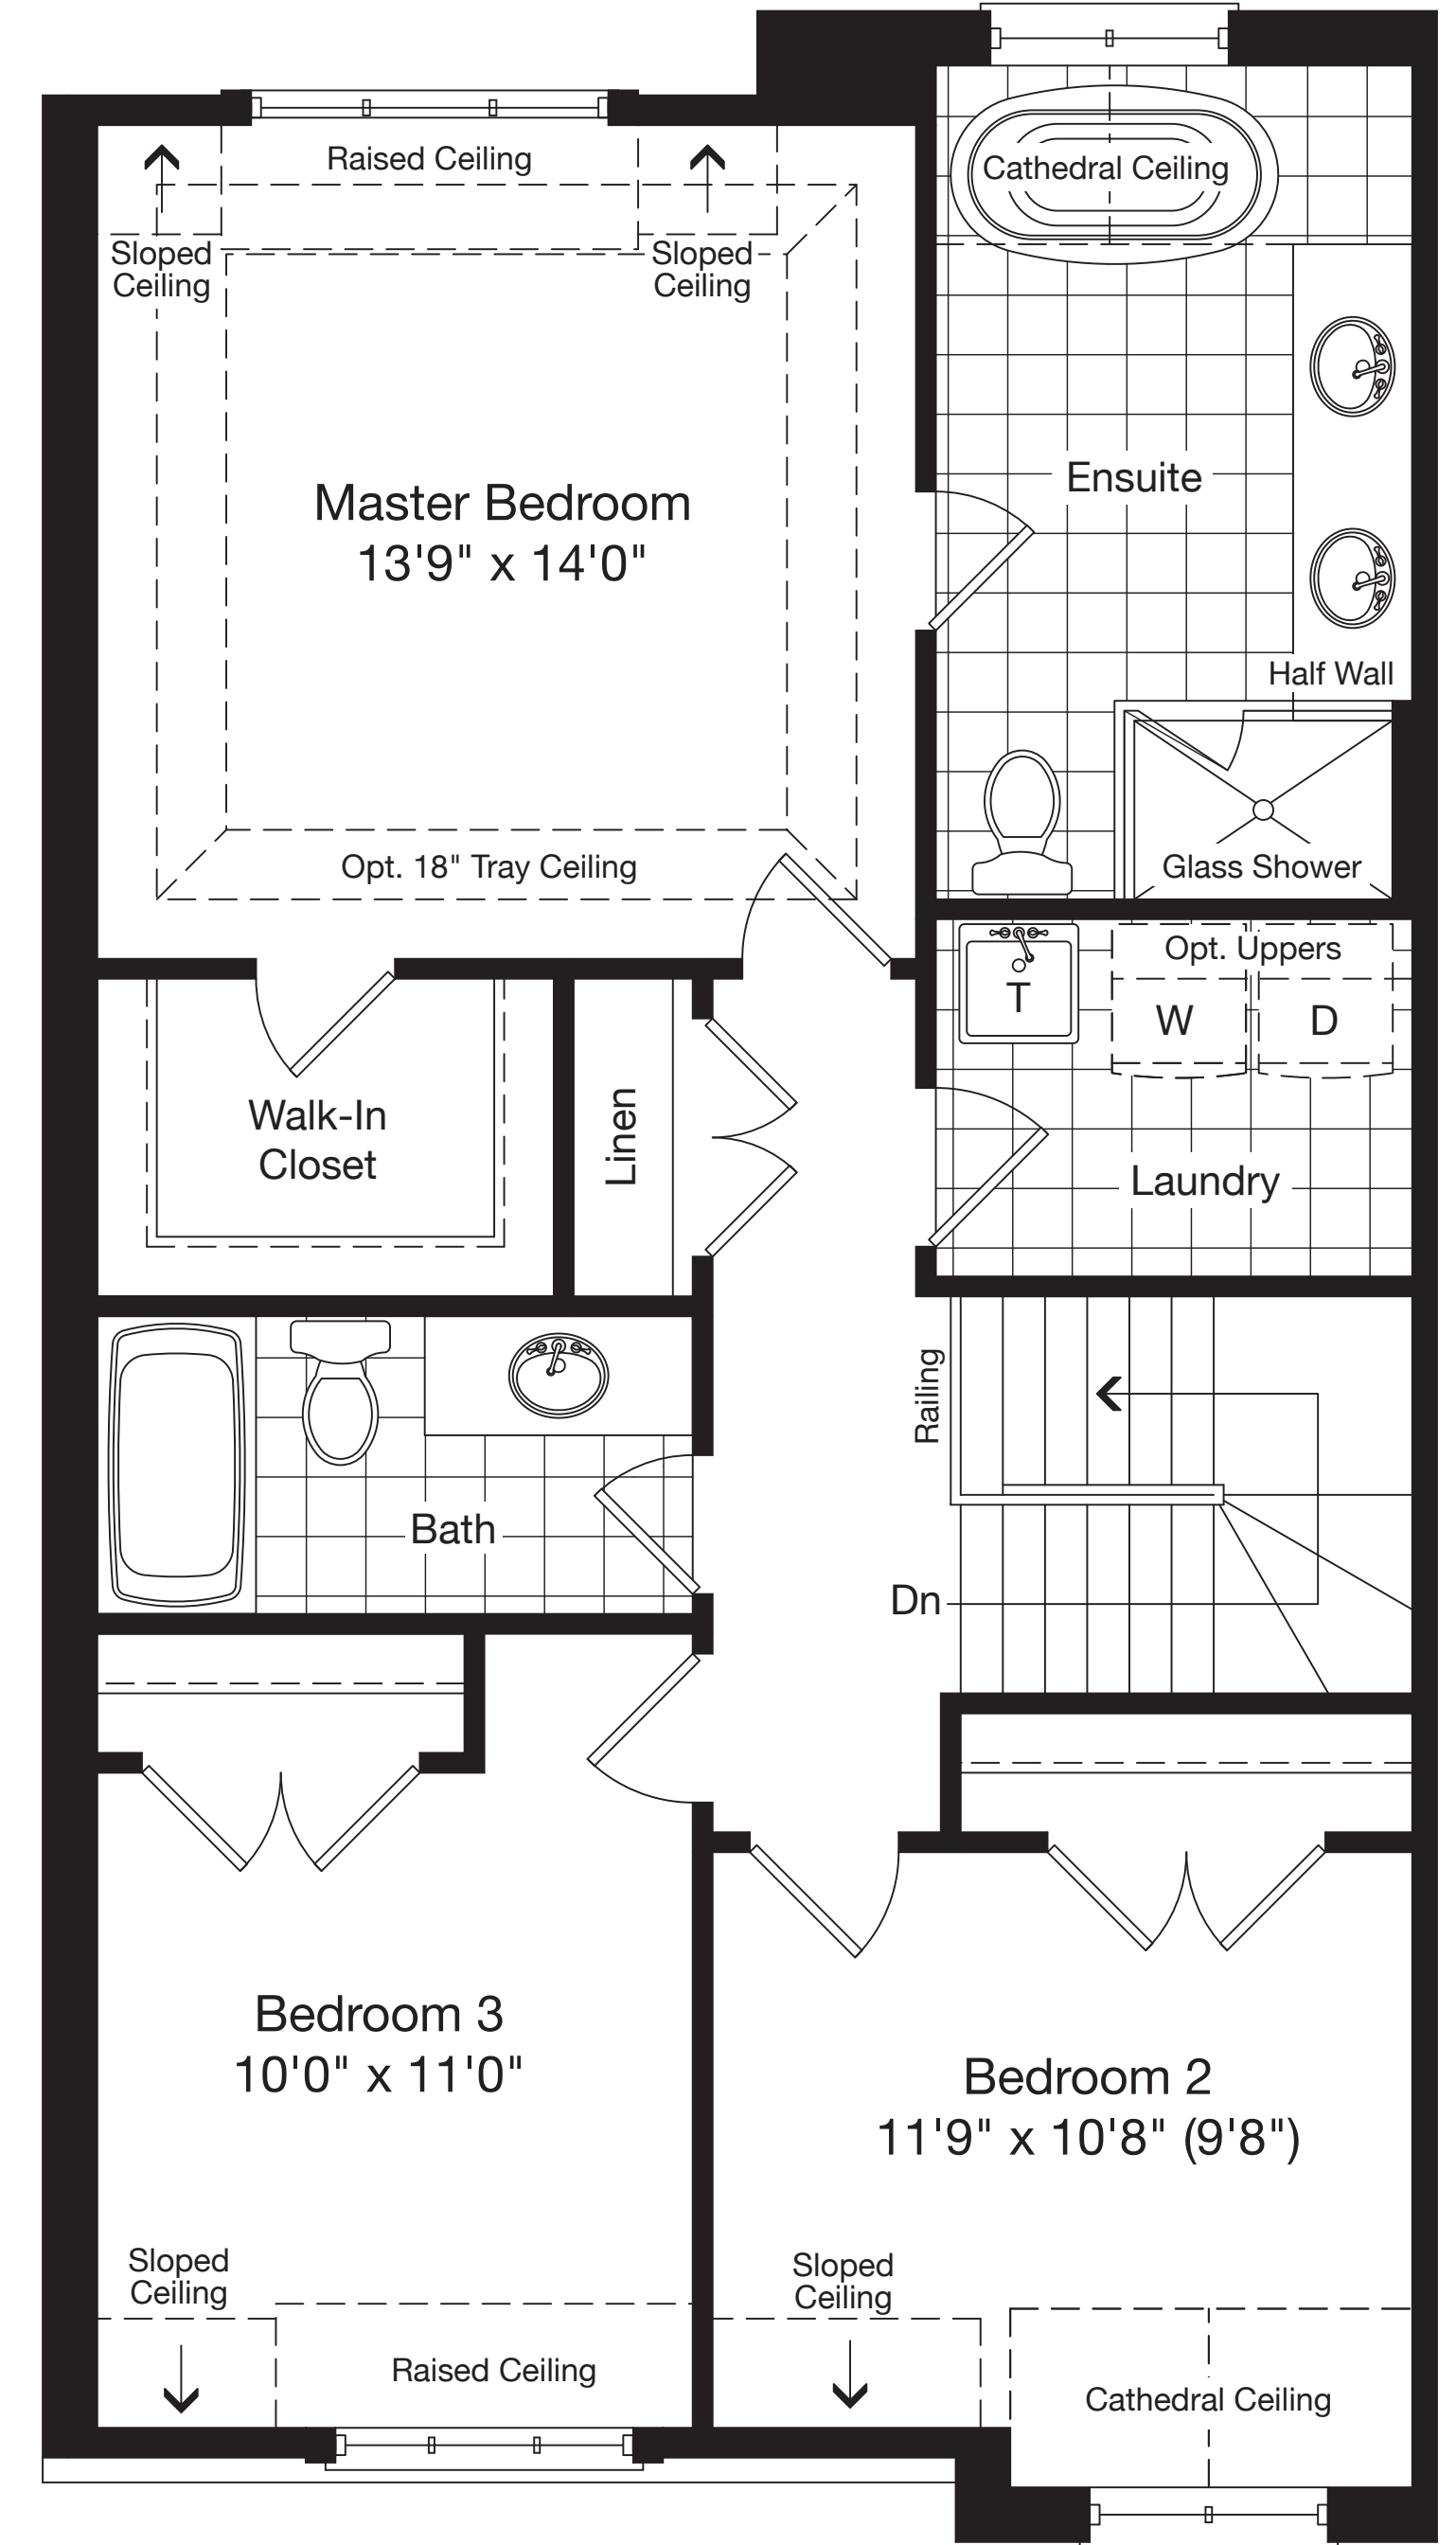 Raised Ceiling
Cathedral Ceiling
Sloped
Ceiling
Sloped
Ceiling
Master Bedroom
13'9" x 14'0"
Ensuite
Half Wall
Opt. 18" Tray Ceiling
Glass Shower
Opt. Uppers
T
W
D
Walk-In
Closet
Linen
Laundry
Railing
Bath
Dn
Bedroom 3
10'0" x 11'0"
Bedroom 2
11'9" x 10'8" (9'8")
Sloped
Ceiling
Sloped
Ceiling
Raised Ceiling
Cathedral Ceiling